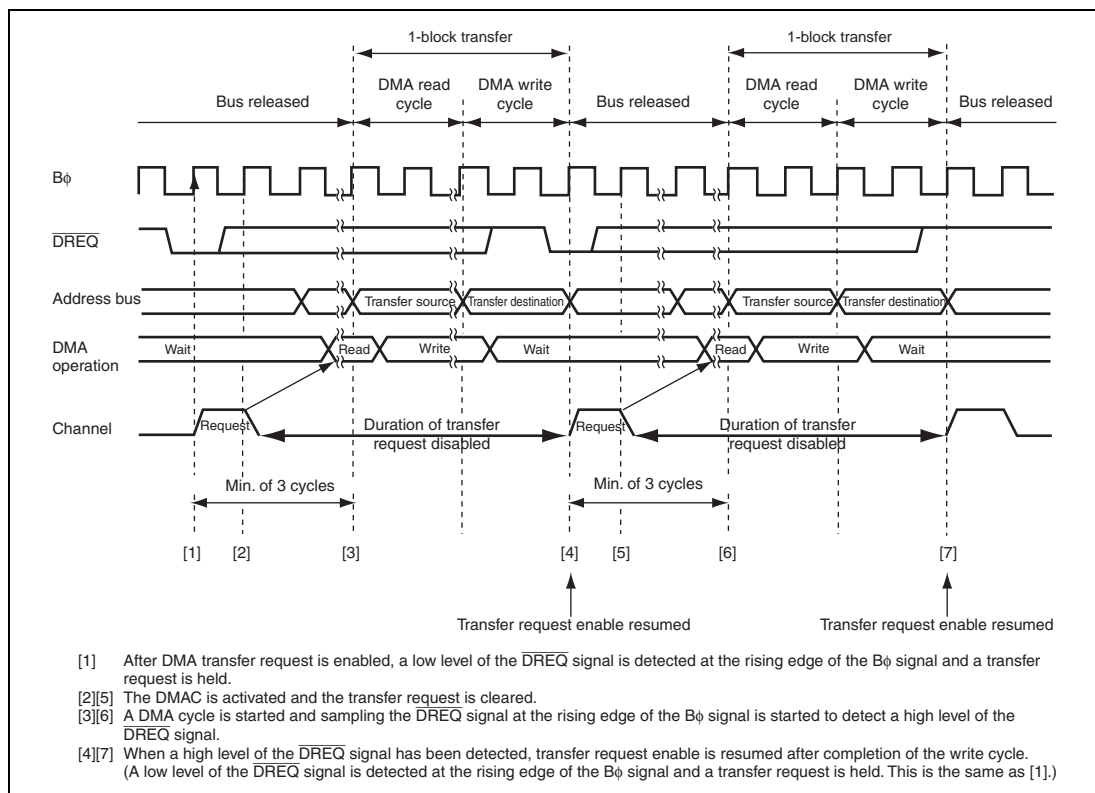 1-block transfer
1-block transfer
Bus released
DMA read
cycle
DMA write
cycle
Bus released
DMA read
cycle
DMA write
cycle
Bus released
Bφ
DREQ
Address bus
Transfer source
Transfer destination
Transfer source
Transfer destination
DMA
operation
Wait
Read
Write
Wait
Read
Write
Wait
Channel
Request
Duration of transfer
request disabled
Request
Duration of transfer
request disabled
Min. of 3 cycles
Min. of 3 cycles
[1]
[2]
[3]
[4]
[5]
[6]
[7]
Transfer request enable resumed
Transfer request enable resumed
[1] After DMA transfer request is enabled, a low level of the DREQ signal is detected at the rising edge of the Bφ signal and a transfer
request is held.
[2][5] The DMAC is activated and the transfer request is cleared.
[3][6] A DMA cycle is started and sampling the DREQ signal at the rising edge of the Bφ signal is started to detect a high level of the
DREQ signal.
[4][7] When a high level of the DREQ signal has been detected, transfer request enable is resumed after completion of the write cycle.
(A low level of the DREQ signal is detected at the rising edge of the Bφ signal and a transfer request is held. This is the same as [1].)